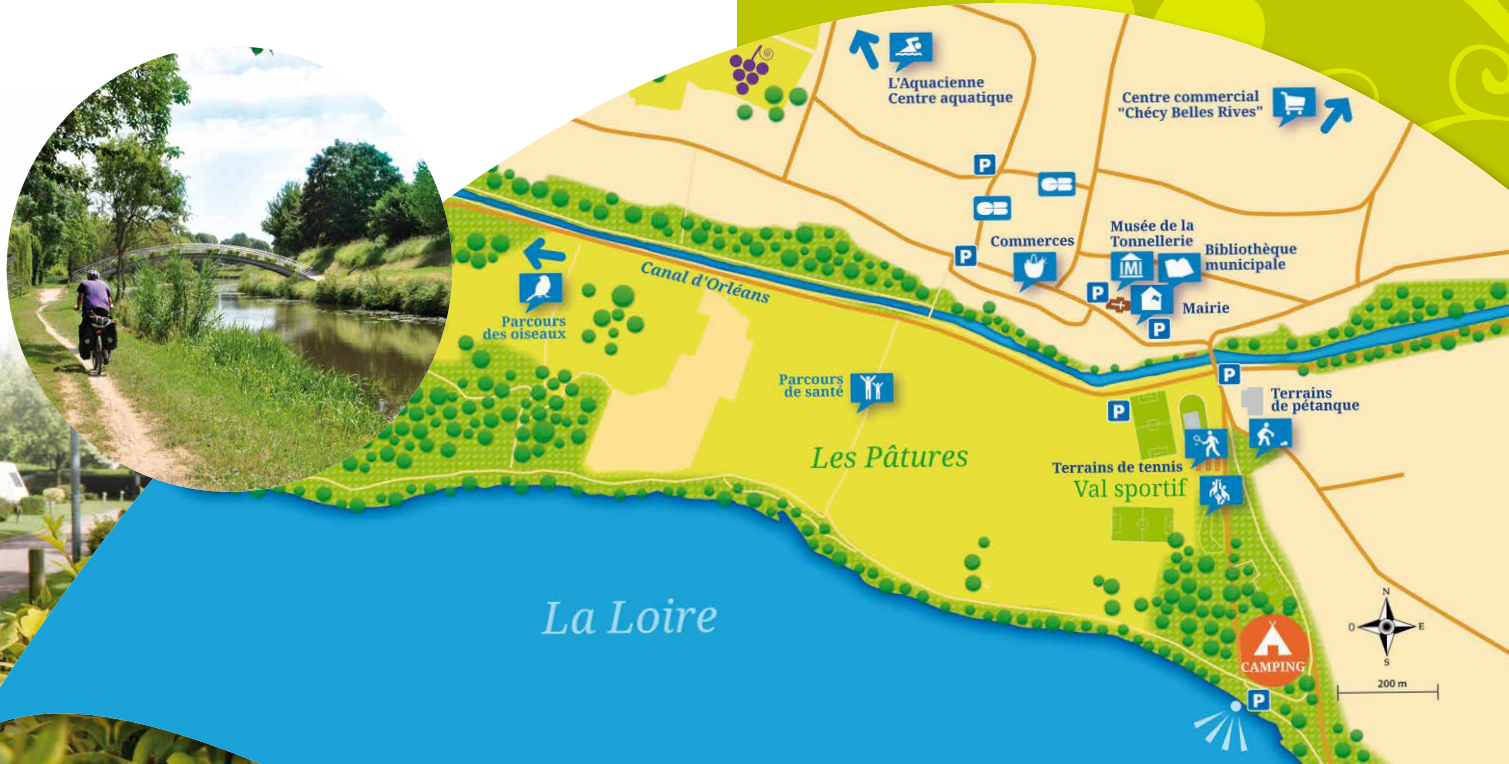 L'Aquacienne
Centre aquatique
Centre commercial
"Chécy Belles Rives"
P
Commerces
P
Musée de la
Tonnellerie
Bibliothèque
municipale
M
P
Mairie
P
Canal d'Orléans
Parcours
des oiseaux
Parcours
de santé
P
P
Terrains
de pétanque
Les Pâtures
Terrains de tennis
Val sportif
La Loire
CAMPING
P
N
O
E
S
200 m